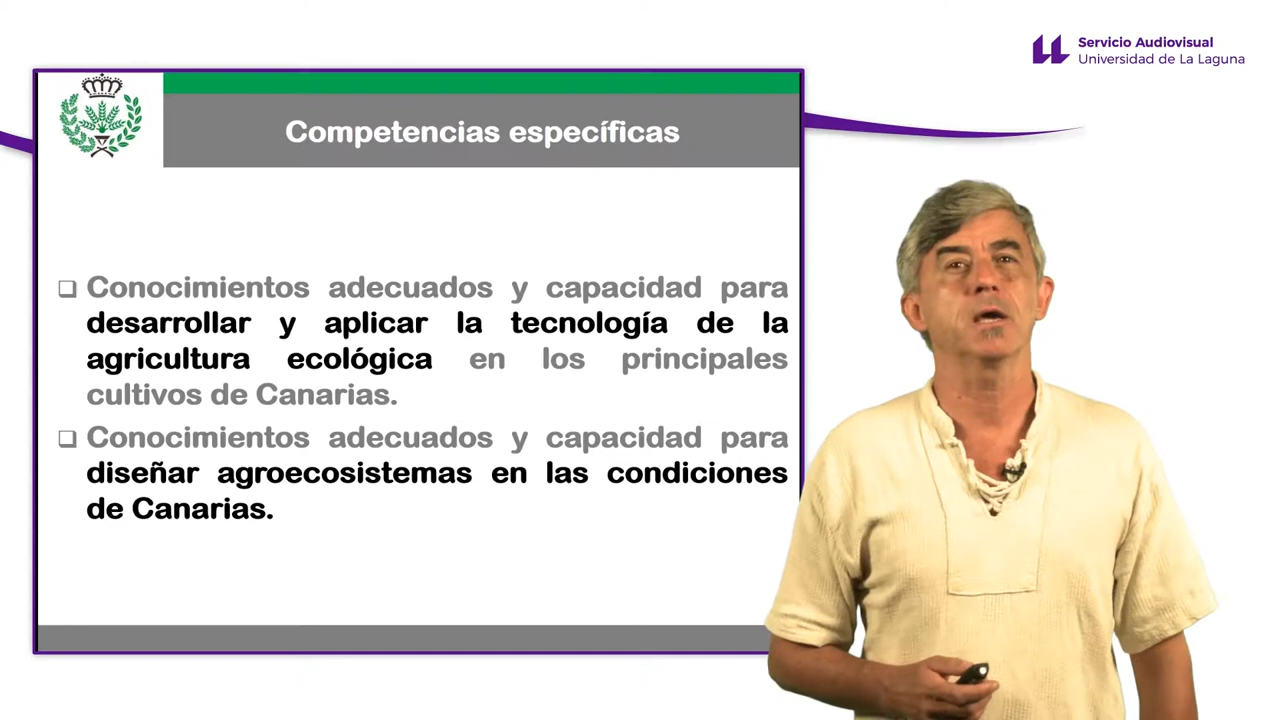 Servicio Audiovisual
Universidad de La Laguna
Competencias específicas
Conocimientos adecuados y capacidad para
desarrollar y aplicar la tecnología de la
agricultura ecológica en los principales
cultivos de Canarias.
Conocimientos adecuados y capacidad para
diseñar agroecosistemas en las condiciones
de Canarias.